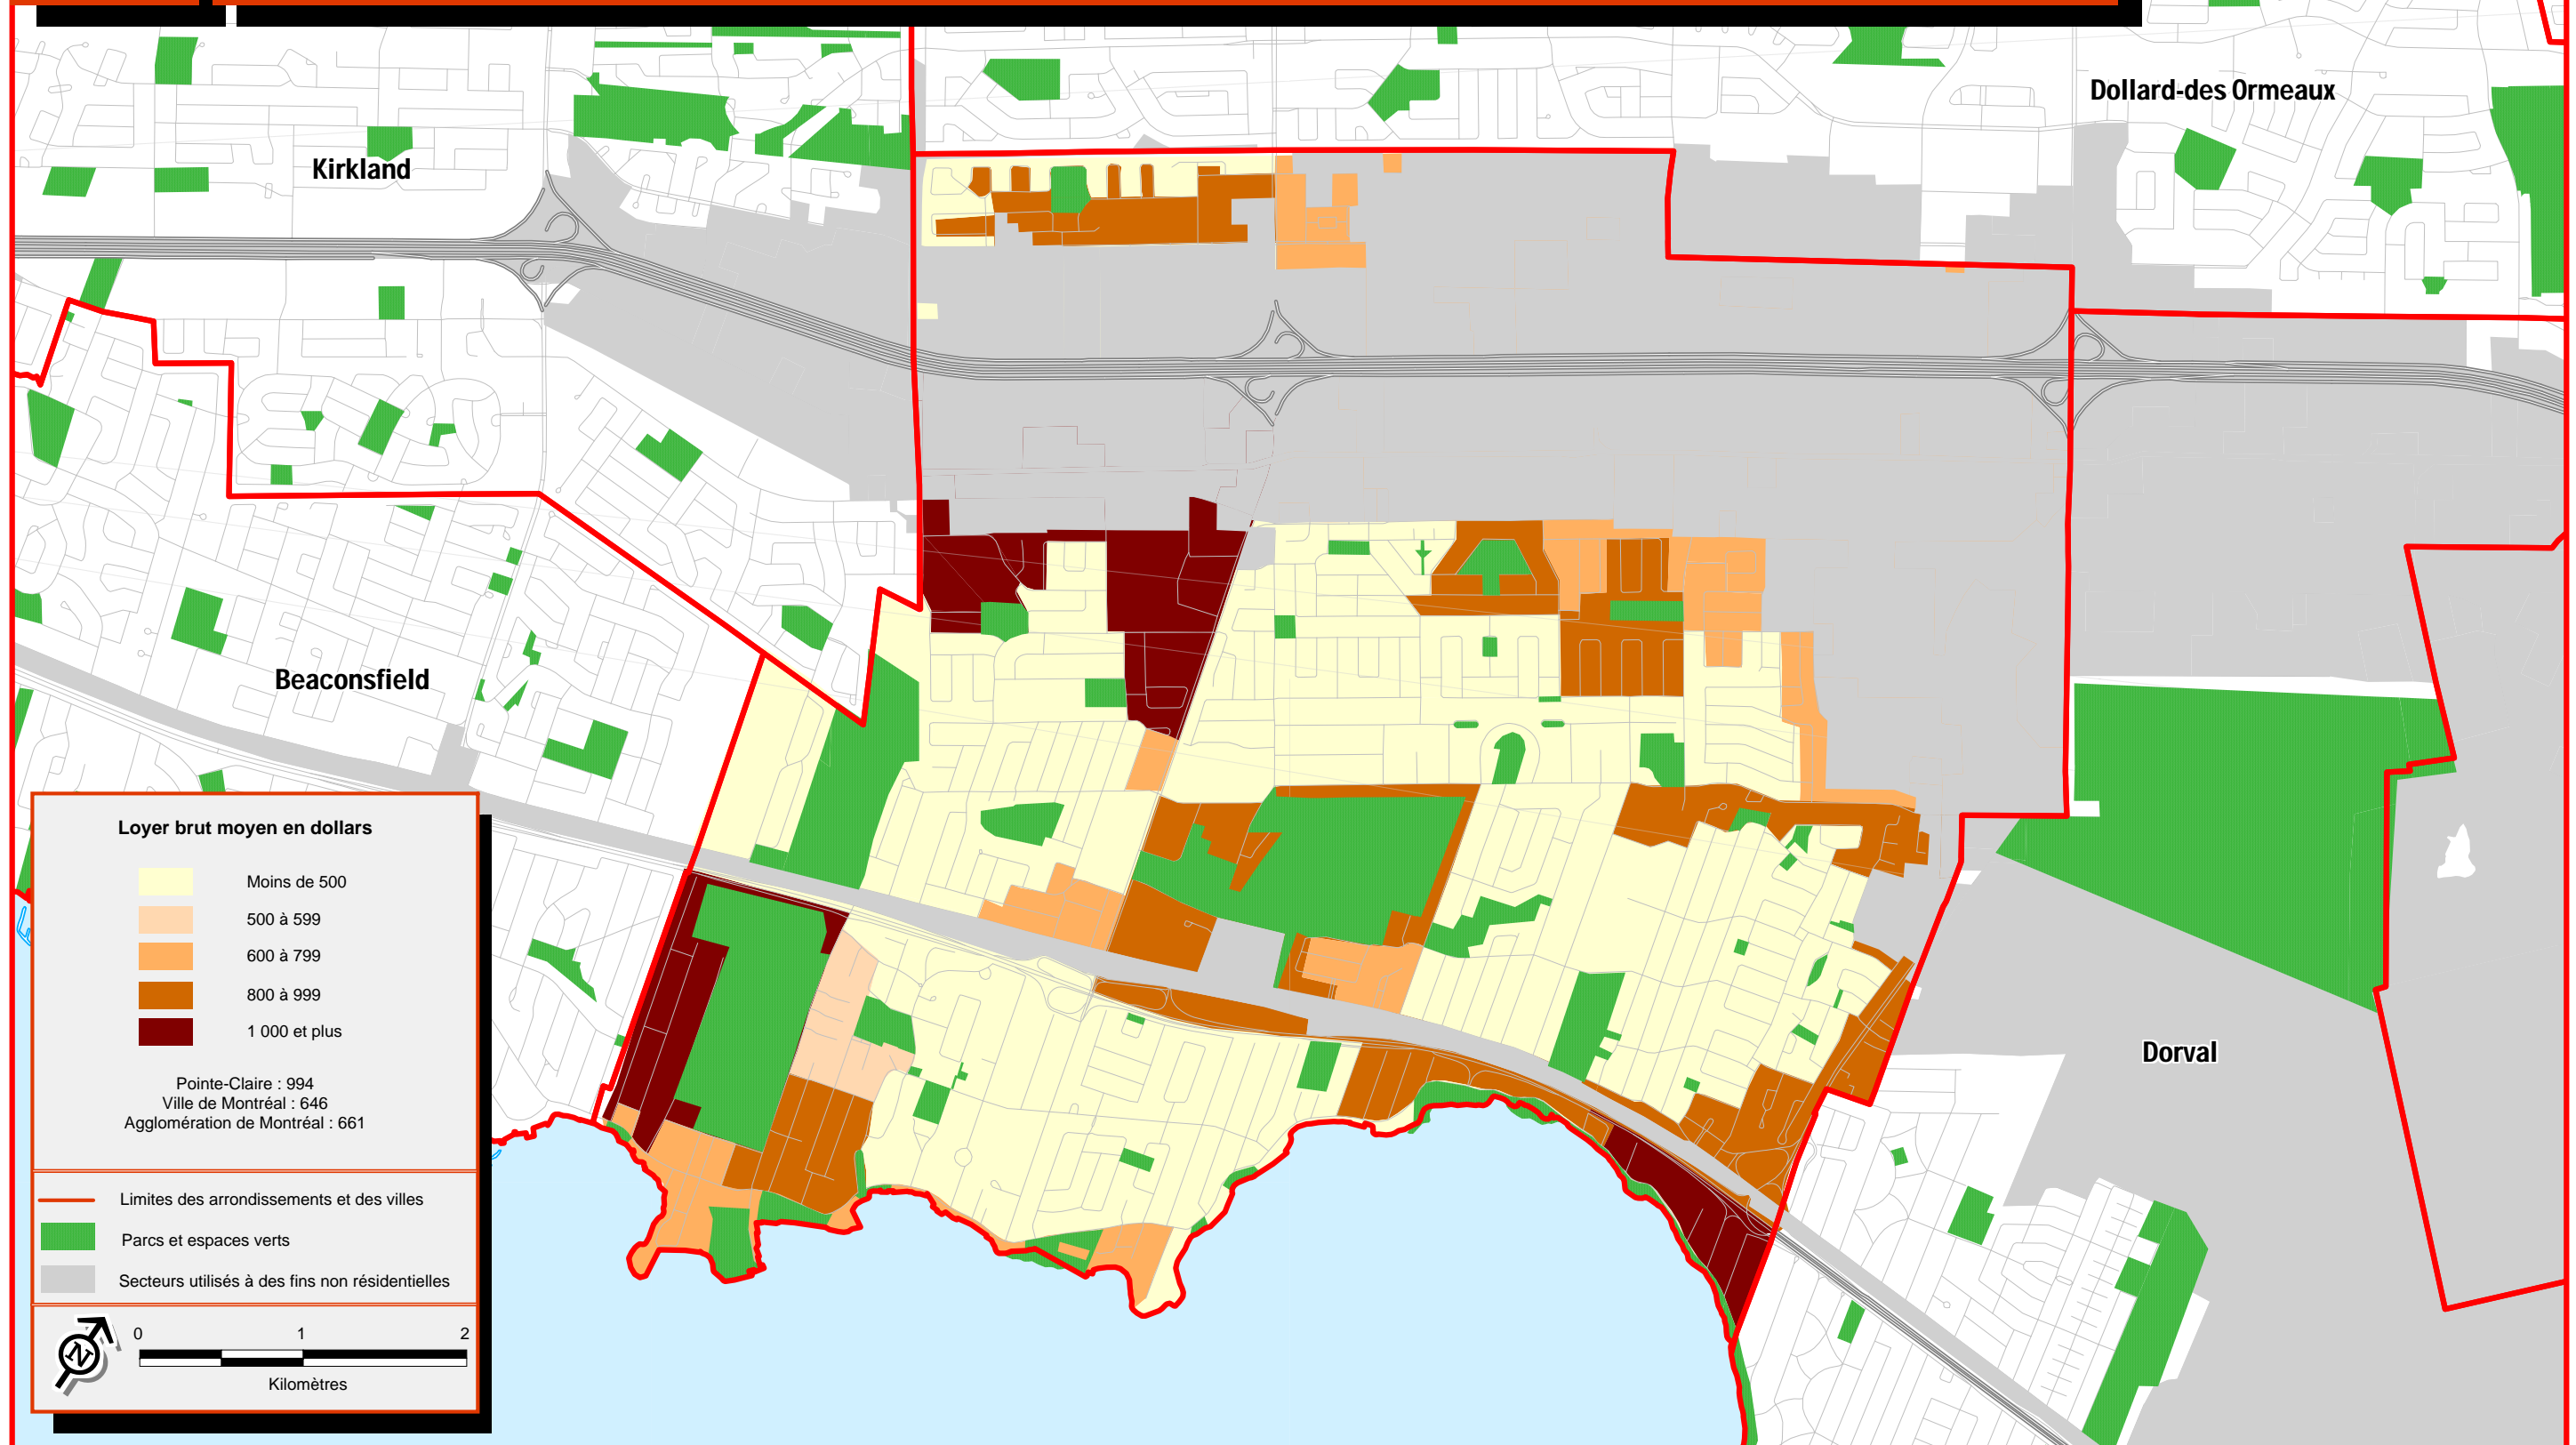 Dollard-des Ormeaux
Kirkland
Beaconsfield
Dorval
Loyer brut moyen en dollars
Moins de 500
500 à 599
600 à 799
800 à 999
1 000 et plus
Pointe-Claire : 994
Ville de Montréal : 646
Agglomération de Montréal : 661
Limites des arrondissements et des villes
Parcs et espaces verts
Secteurs utilisés à des fins non résidentielles
N
0 1 2
Kilomètres